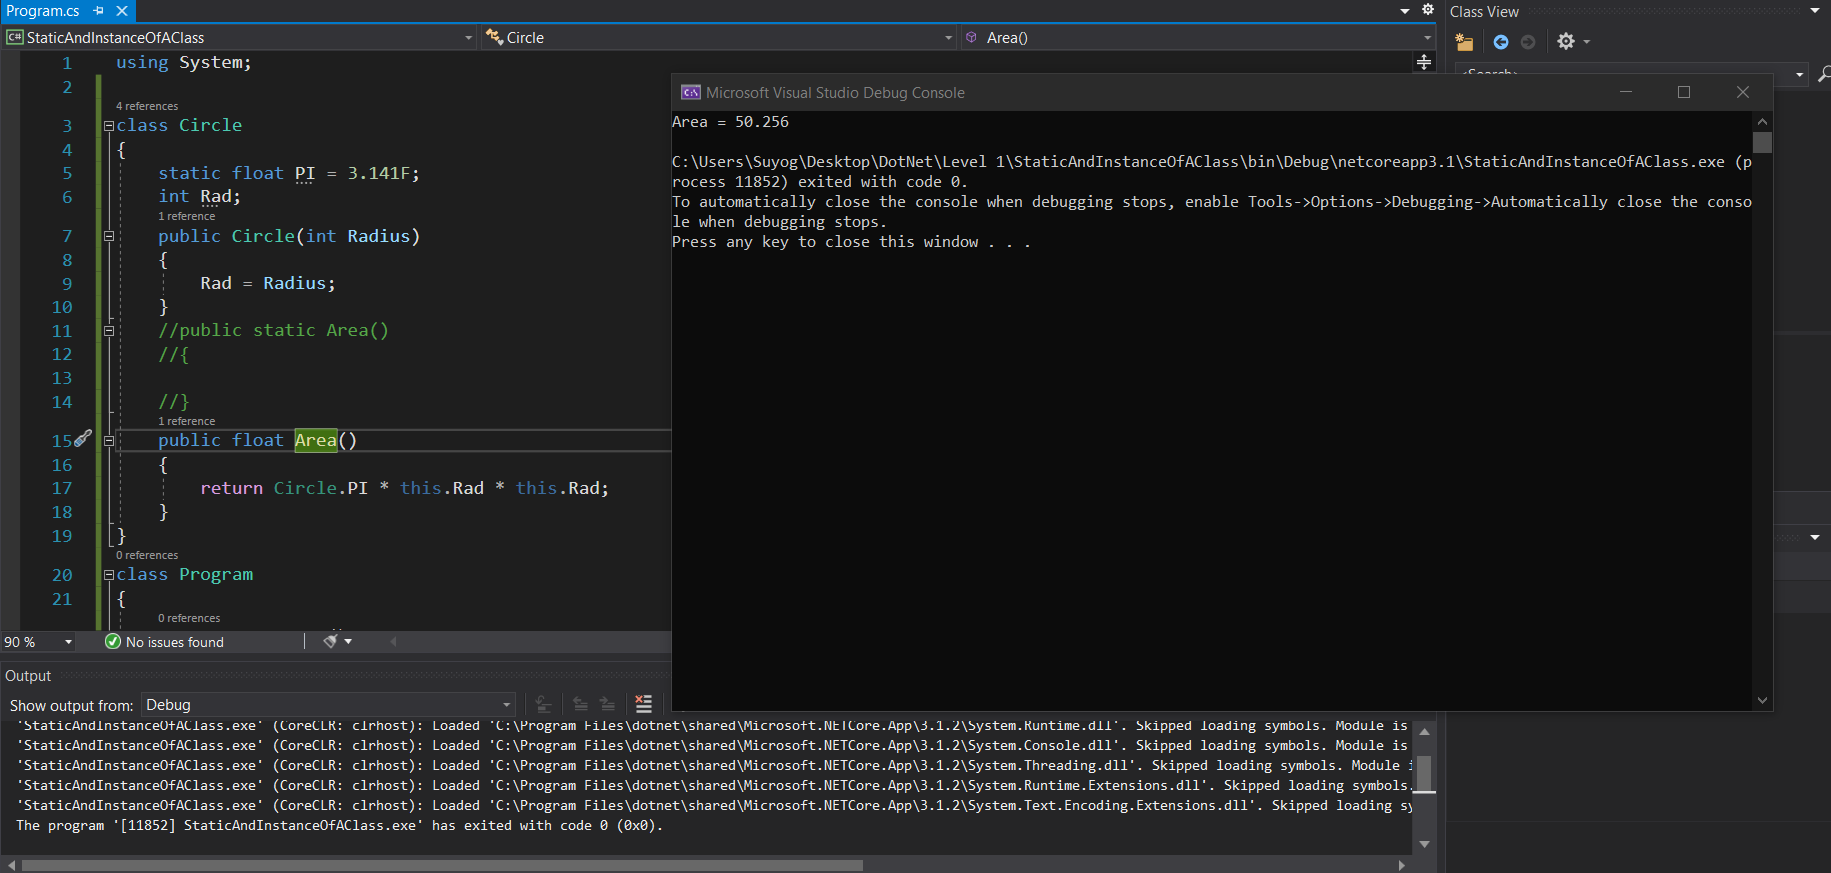 Program.cs
Class View
StaticAndInstanceOfAClass
Circle
Area()
1 using System;
2
4 references
3 class Circle
4 {
5 static float PI = 3.141F;
6 int Rad;
1 reference
7 public Circle(int Radius)
8 {
9 Rad = Radius;
10 }
11 //public static Area()
12 //{
13
14 //}
1 reference
15 public float Area()
16 {
17 return Circle.PI * this.Rad * this.Rad;
18 }
19 }
0 references
20 class Program
21 {
0 references
90 %
No issues found
Microsoft Visual Studio Debug Console
Area = 50.256
C:\Users\Suyog\Desktop\DotNet\Level 1\StaticAndInstanceOfAClass\bin\Debug\netcoreapp3.1\StaticAndInstanceOfAClass.exe (p
rocess 11852) exited with code 0.
To automatically close the console when debugging stops, enable Tools->Options->Debugging->Automatically close the conso
le when debugging stops.
Press any key to close this window . . .
<Search>
Output
Show output from: Debug
'StaticAndInstanceOfAClass.exe' (CoreCLR: clrhost): Loaded 'C:\Program Files\dotnet\shared\Microsoft.NETCore.App\3.1.2\System.Runtime.dll'. Skipped loading symbols. Module is
'StaticAndInstanceOfAClass.exe' (CoreCLR: clrhost): Loaded 'C:\Program Files\dotnet\shared\Microsoft.NETCore.App\3.1.2\System.Console.dll'. Skipped loading symbols. Module is
'StaticAndInstanceOfAClass.exe' (CoreCLR: clrhost): Loaded 'C:\Program Files\dotnet\shared\Microsoft.NETCore.App\3.1.2\System.Threading.dll'. Skipped loading symbols. Module
'StaticAndInstanceOfAClass.exe' (CoreCLR: clrhost): Loaded 'C:\Program Files\dotnet\shared\Microsoft.NETCore.App\3.1.2\System.Runtime.Extensions.dll'. Skipped loading symbols.
'StaticAndInstanceOfAClass.exe' (CoreCLR: clrhost): Loaded 'C:\Program Files\dotnet\shared\Microsoft.NETCore.App\3.1.2\System.Text.Encoding.Extensions.dll'. Skipped loading sy
The program '[11852] StaticAndInstanceOfAClass.exe' has exited with code 0 (0x0).